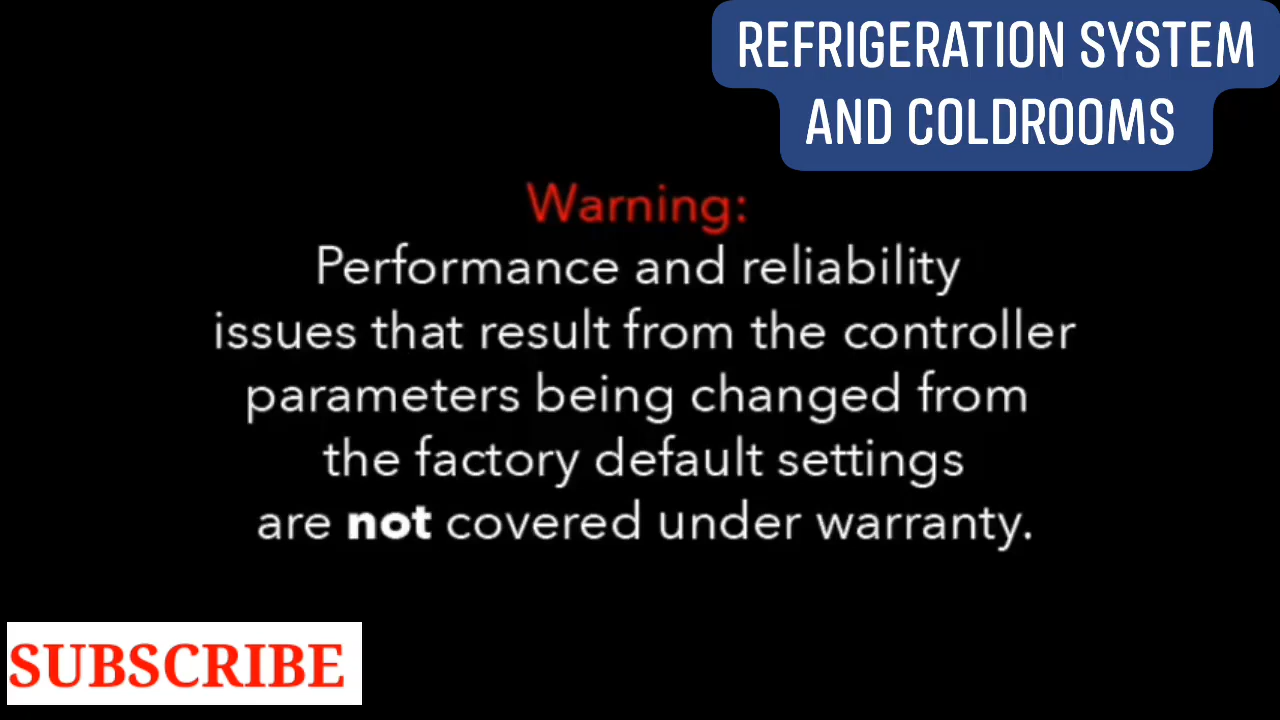 REFRIGERATION SYSTEM
AND COLDROOMS
Warning:
Performance and reliability
issues that result from the controller
parameters being changed from
the factory default settings
are not covered under warranty.
SUBSCRIBE